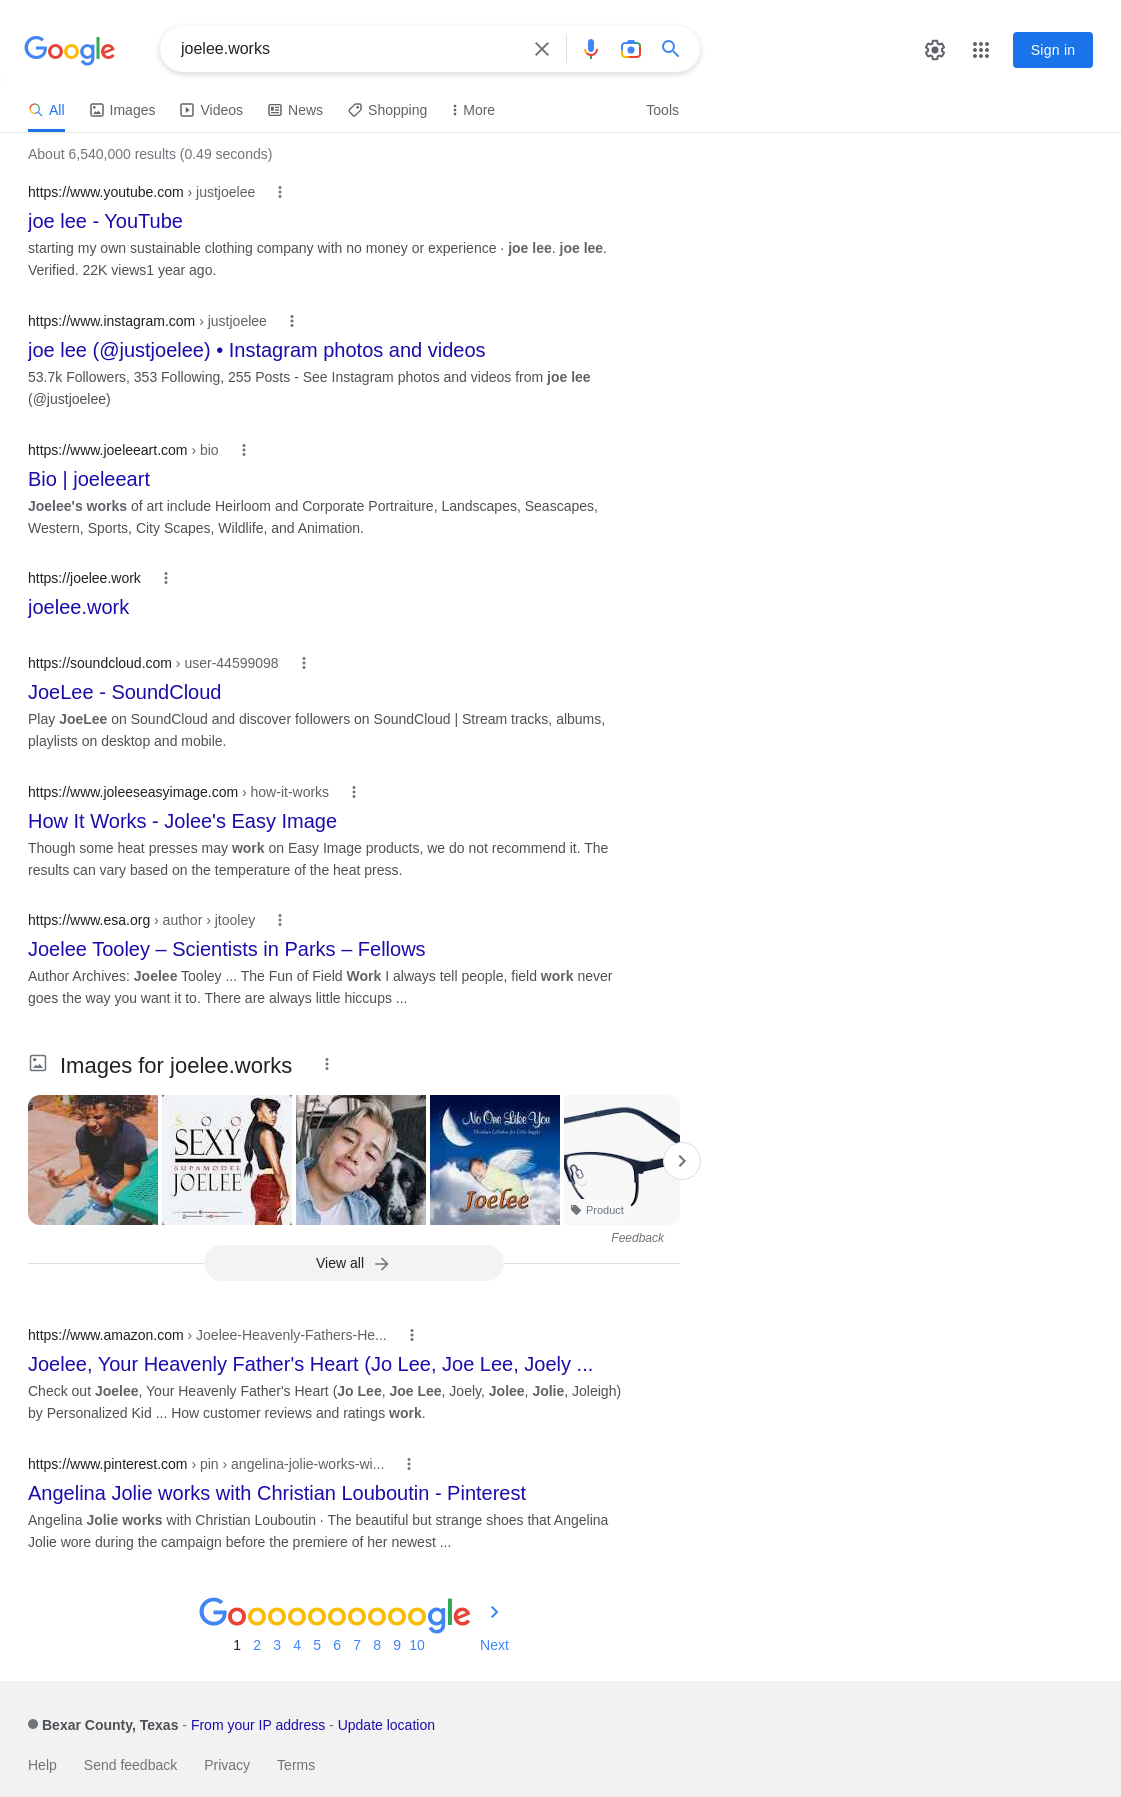 Google
joelee.works
Sign in
All Images Videos News Shopping More Tools
About 6,540,000 results (0.49 seconds)
https://www.youtube.com › justjoelee
joe lee - YouTube
starting my own sustainable clothing company with no money or experience · joe lee. joe lee.
Verified. 22K views1 year ago.
https://www.instagram.com › justjoelee
joe lee (@justjoelee) • Instagram photos and videos
53.7k Followers, 353 Following, 255 Posts - See Instagram photos and videos from joe lee
(@justjoelee)
https://www.joeleeart.com › bio
Bio | joeleeart
Joelee's works of art include Heirloom and Corporate Portraiture, Landscapes, Seascapes,
Western, Sports, City Scapes, Wildlife, and Animation.
https://joelee.work
joelee.work
https://soundcloud.com › user-44599098
JoeLee - SoundCloud
Play JoeLee on SoundCloud and discover followers on SoundCloud | Stream tracks, albums,
playlists on desktop and mobile.
https://www.joleeseasyimage.com › how-it-works
How It Works - Jolee's Easy Image
Though some heat presses may work on Easy Image products, we do not recommend it. The
results can vary based on the temperature of the heat press.
https://www.esa.org › author › jtooley
Joelee Tooley – Scientists in Parks – Fellows
Author Archives: Joelee Tooley ... The Fun of Field Work I always tell people, field work never
goes the way you want it to. There are always little hiccups ...
Images for joelee.works
SOO
SEXY
SUPAMODEL
JOELEE
No One Like You
Christian Lullabies for Little Angels
Joelee
Product
Feedback
View all
https://www.amazon.com › Joelee-Heavenly-Fathers-He...
Joelee, Your Heavenly Father's Heart (Jo Lee, Joe Lee, Joely ...
Check out Joelee, Your Heavenly Father's Heart (Jo Lee, Joe Lee, Joely, Jolee, Jolie, Joleigh)
by Personalized Kid ... How customer reviews and ratings work.
https://www.pinterest.com › pin › angelina-jolie-works-wi...
Angelina Jolie works with Christian Louboutin - Pinterest
Angelina Jolie works with Christian Louboutin · The beautiful but strange shoes that Angelina
Jolie wore during the campaign before the premiere of her newest ...
Goooooooooogle
1 2 3 4 5 6 7 8 9 10 Next
Bexar County, Texas - From your IP address - Update location
Help Send feedback Privacy Terms